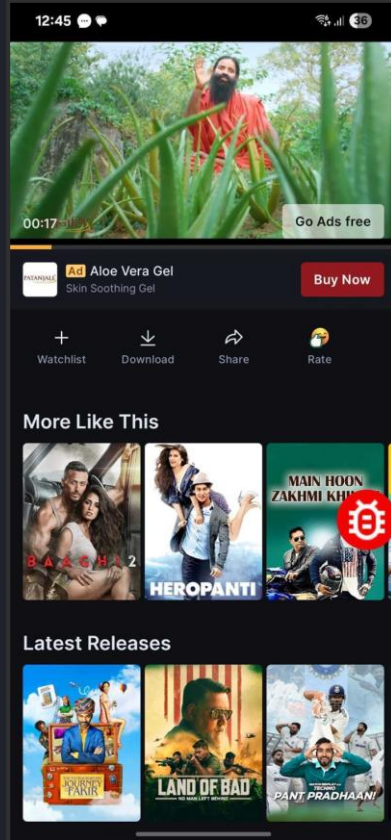 12:45
36
00:17
Go Ads free
PATANJALI
Ad Aloe Vera Gel
Skin Soothing Gel
Buy Now
Watchlist
Download
Share
Rate
More Like This
BAAGHI 2
HEROPANTI
MAIN HOON
ZAKHMI
Latest Releases
JOURNEY
FAKIR
LAND OF BAD
NO MAN LEFT BEHIND
TECHNO
PANT PRADHAAN!